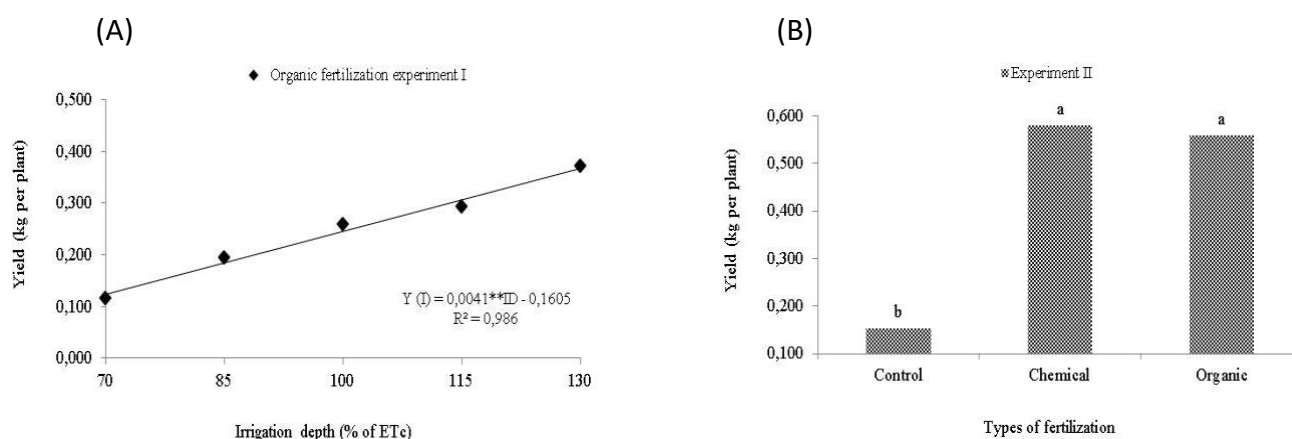 (A)
◆ Organic fertilization experiment I
Yield (kg per plant)
0,500
0,400
0,300
0,200
0,100
0,000
Y (I) = 0,0041**ID - 0,1605
R² = 0,986
70 85 100 115 130
Irrigation depth (% of ETc)
(B)
Experiment II
Yield (kg per plant)
0,600
0,500
0,400
0,300
0,200
0,100
b a a
Control Chemical Organic
Types of fertilization